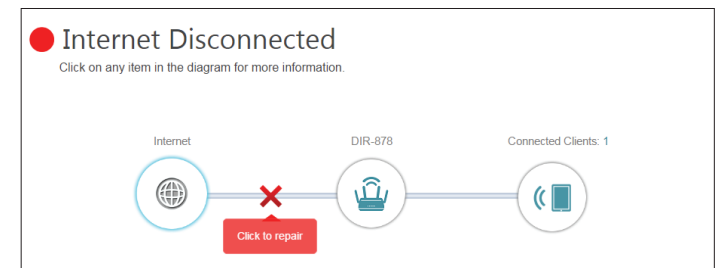 Internet Disconnected
Click on any item in the diagram for more information.
Internet
DIR-878
Connected Clients: 1
Click to repair